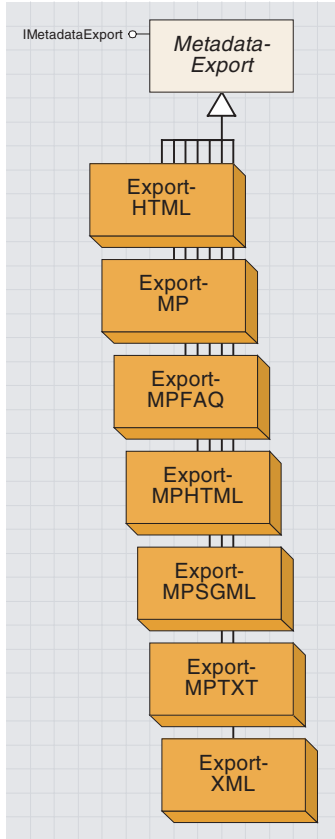 IMetadataExport
Metadata-
Export
Export-
HTML
Export-
MP
Export-
MPFAQ
Export-
MPHTML
Export-
MPSGML
Export-
MPTXT
Export-
XML